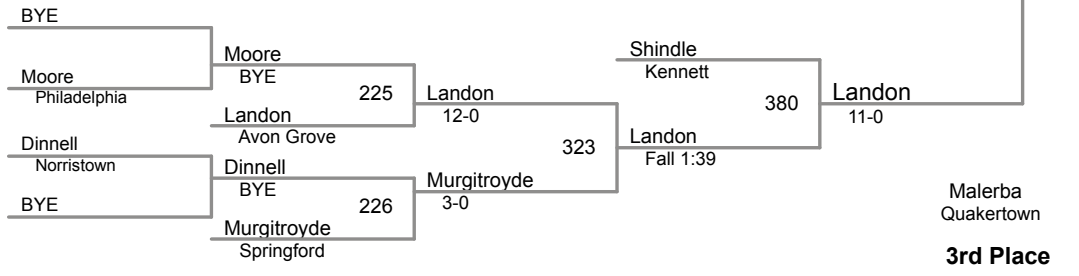 BYE
Moore
Philadelphia
Dinnell
Norristown
BYE
Moore
BYE
225
Landon
Avon Grove
Dinnell
BYE
226
Murgitroyde
Springford
Landon
12-0
323
Murgitroyde
3-0
Shindle
Kennett
380
Landon
Fall 1:39
Landon
11-0
Malerba
Quakertown
3rd Place